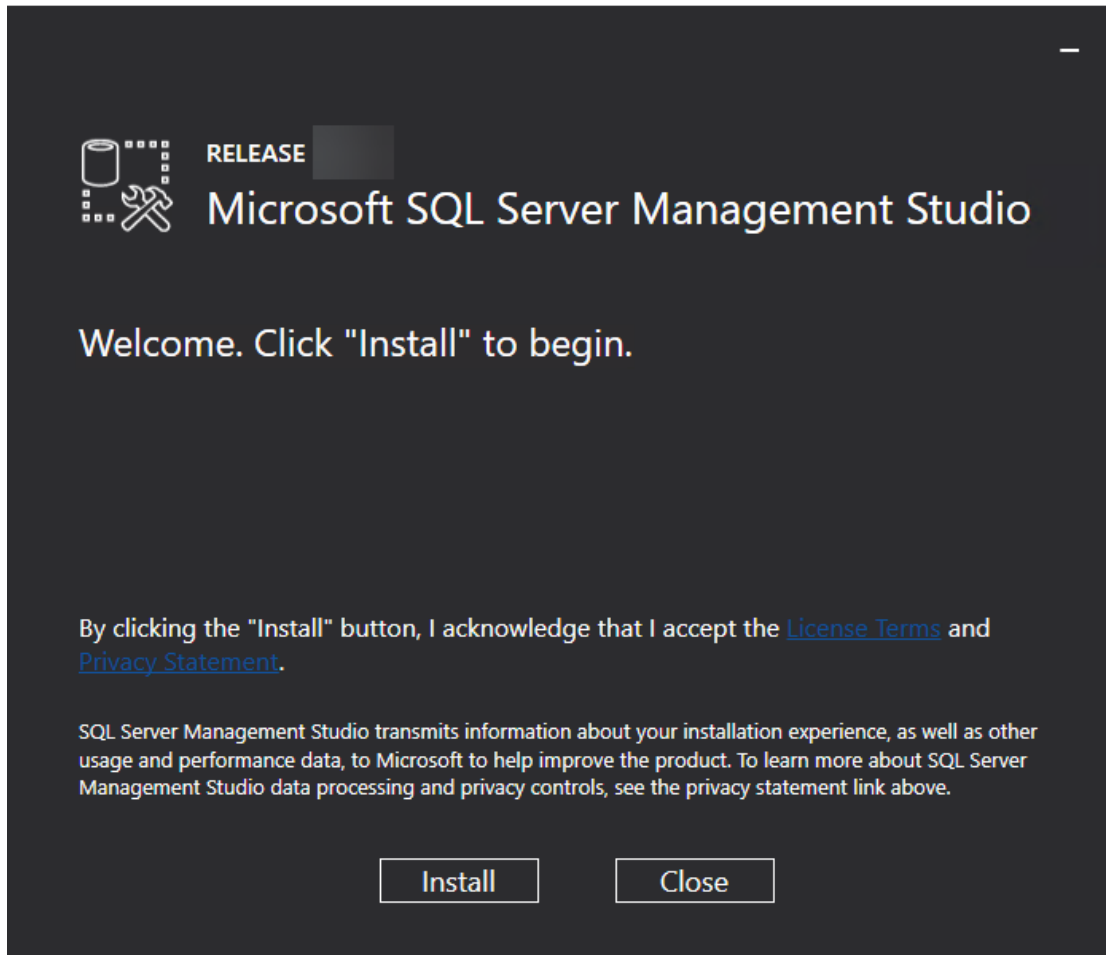 RELEASE
Microsoft SQL Server Management Studio
Welcome. Click "Install" to begin.
By clicking the "Install" button, I acknowledge that I accept the License Terms and
Privacy Statement.
SQL Server Management Studio transmits information about your installation experience, as well as other
usage and performance data, to Microsoft to help improve the product. To learn more about SQL Server
Management Studio data processing and privacy controls, see the privacy statement link above.
Install Close